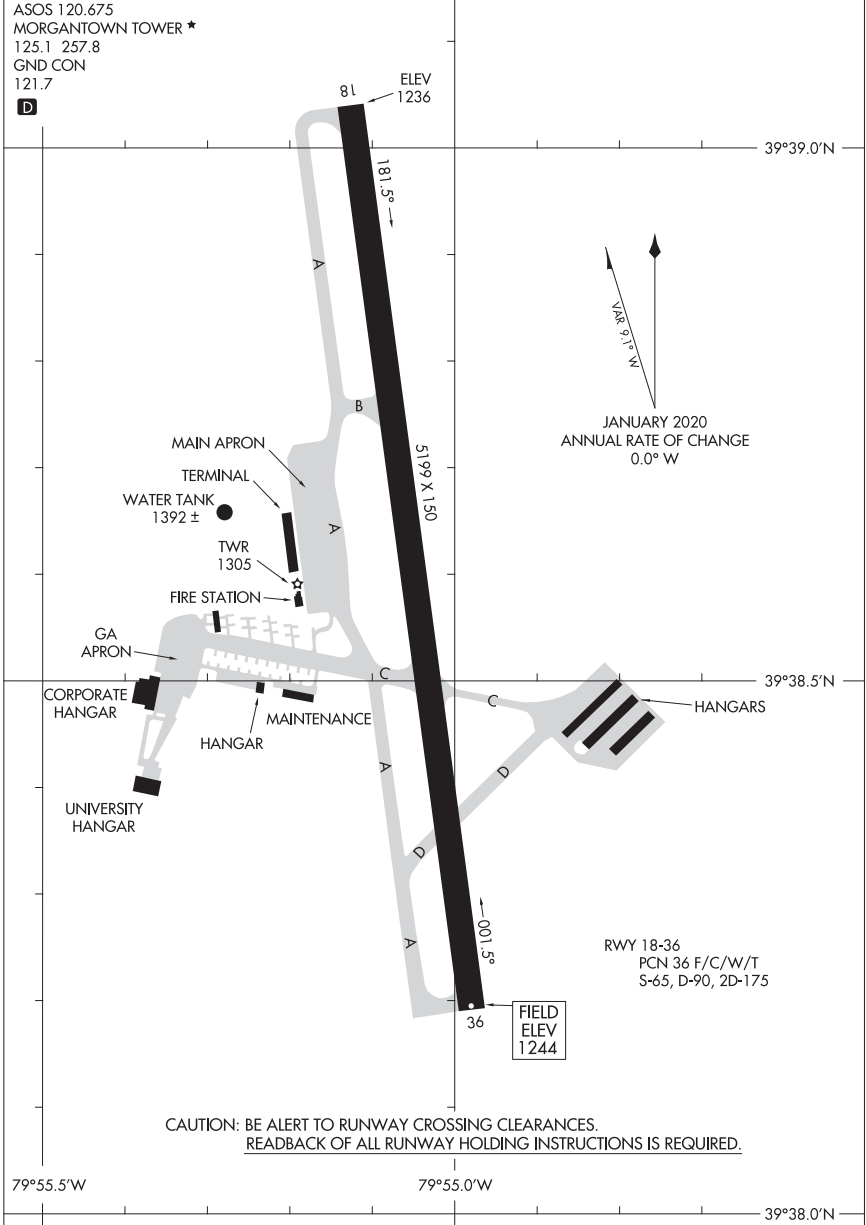 ASOS 120.675
MORGANTOWN TOWER ★
125.1 257.8
GND CON
121.7
D
18
ELEV
1236
39°39.0'N
181.5°
A
VAR 9.1° W
JANUARY 2020
ANNUAL RATE OF CHANGE
0.0° W
B
MAIN APRON
5199 X 150
TERMINAL
WATER TANK
1392 ±
A
TWR
1305
FIRE STATION
GA
APRON
C
39°38.5'N
CORPORATE
HANGAR
C
HANGARS
MAINTENANCE
HANGAR
A
D
UNIVERSITY
HANGAR
D
A
001.5°
RWY 18-36
PCN 36 F/C/W/T
S-65, D-90, 2D-175
36
FIELD
ELEV
1244
CAUTION: BE ALERT TO RUNWAY CROSSING CLEARANCES.
READBACK OF ALL RUNWAY HOLDING INSTRUCTIONS IS REQUIRED.
79°55.5'W
79°55.0'W
39°38.0'N